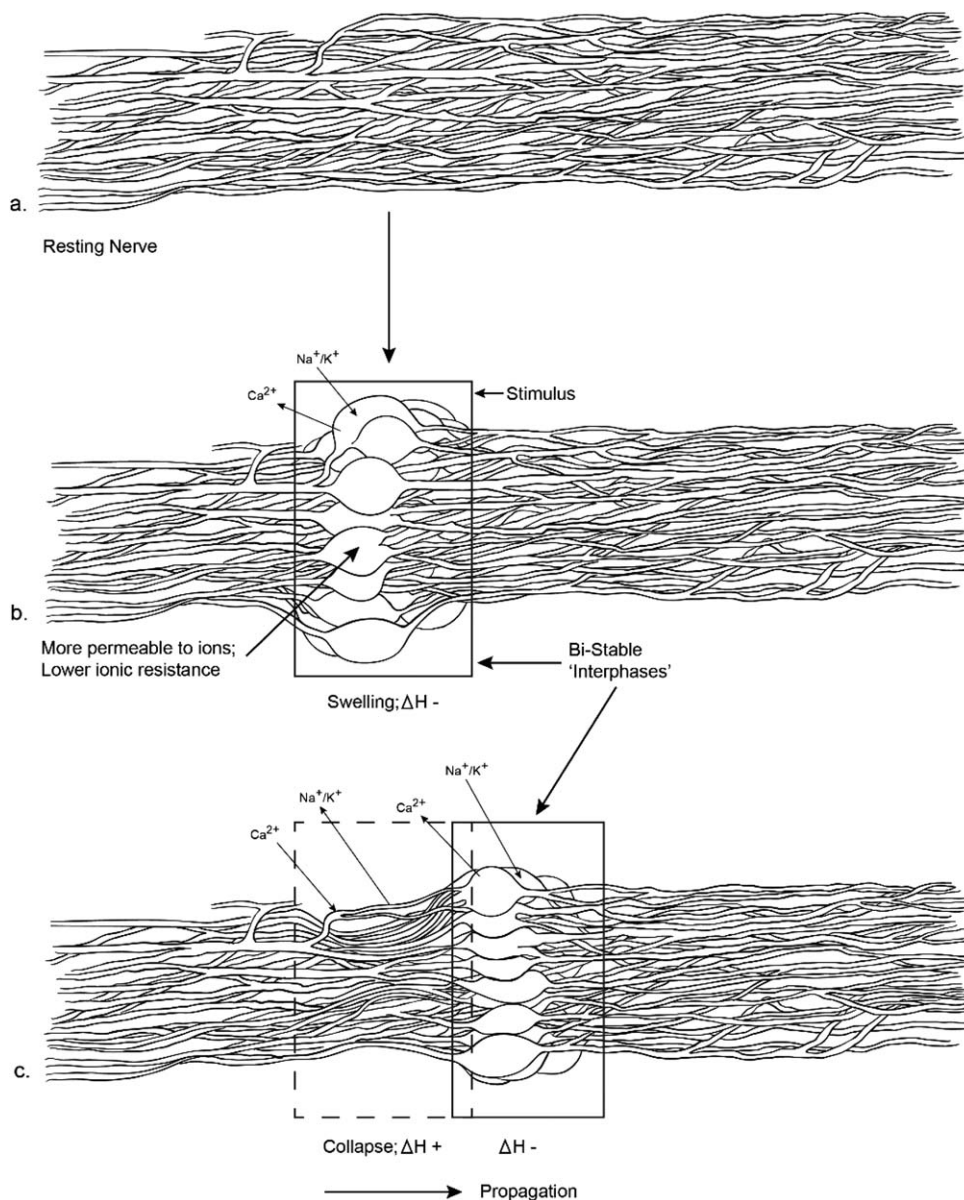 a.
Resting Nerve
Na+/K+
Ca2+
Stimulus
b.
More permeable to ions;
Lower ionic resistance
Bi-Stable
'Interphases'
Swelling; ΔH -
Na+/K+
Na+/K+
Ca2+
Ca2+
c.
Collapse; ΔH +
ΔH -
Propagation